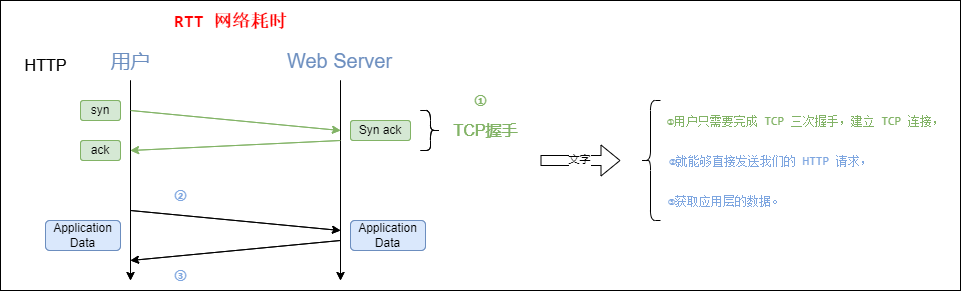 RTT 网络耗时
HTTP
用户
Web Server
syn
Syn ack
ack
①
TCP握手
②
Application Data
Application Data
③
文字
①用户只需要完成 TCP 三次握手，建立 TCP 连接，
②就能够直接发送我们的 HTTP 请求，
③获取应用层的数据。